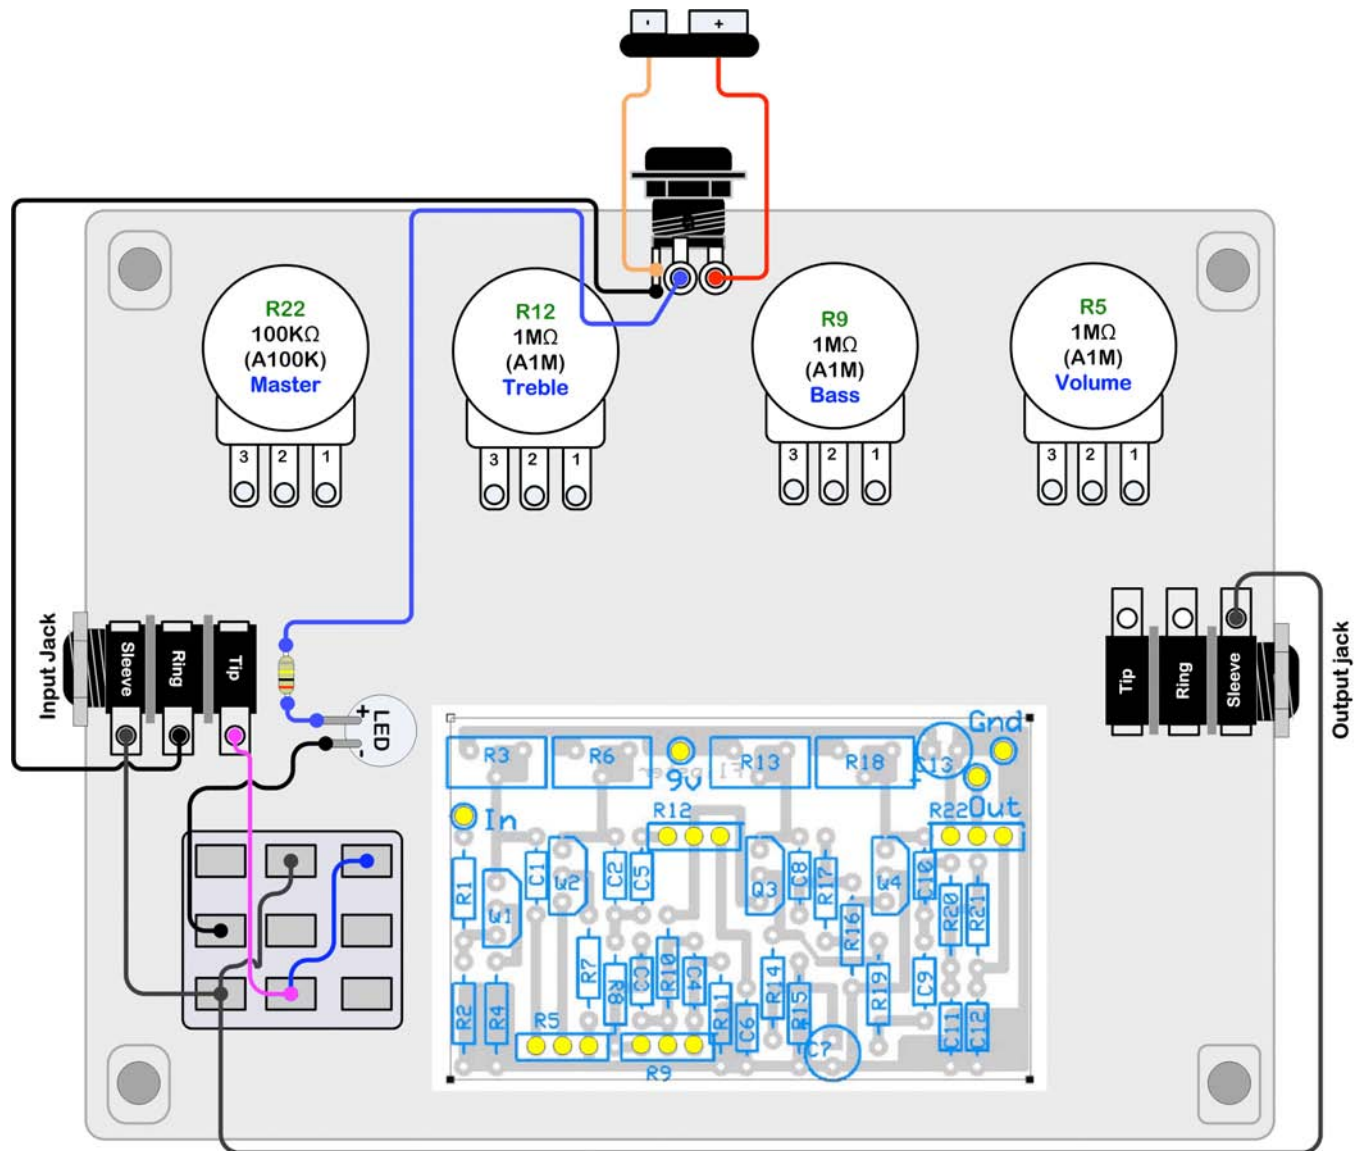 - +
R22
100KΩ
(A100K)
Master
3 2 1
R12
1MΩ
(A1M)
Treble
3 2 1
R9
1MΩ
(A1M)
Bass
3 2 1
R5
1MΩ
(A1M)
Volume
3 2 1
Input Jack
Sleeve
Ring
Tip
+
LED
-
Tip
Ring
Sleeve
Output jack
Gnd
R3
R6
9v
R13
R18
C13
+
In
R12
R22
Out
R1
C1
Q2
C2
C5
Q3
C8
R17
Q4
C10
R20
R21
Q1
R16
R7
R8
C3
R10
C4
R11
C6
R14
R15
R19
C9
C11
C12
R2
R4
R5
R9
+
C7